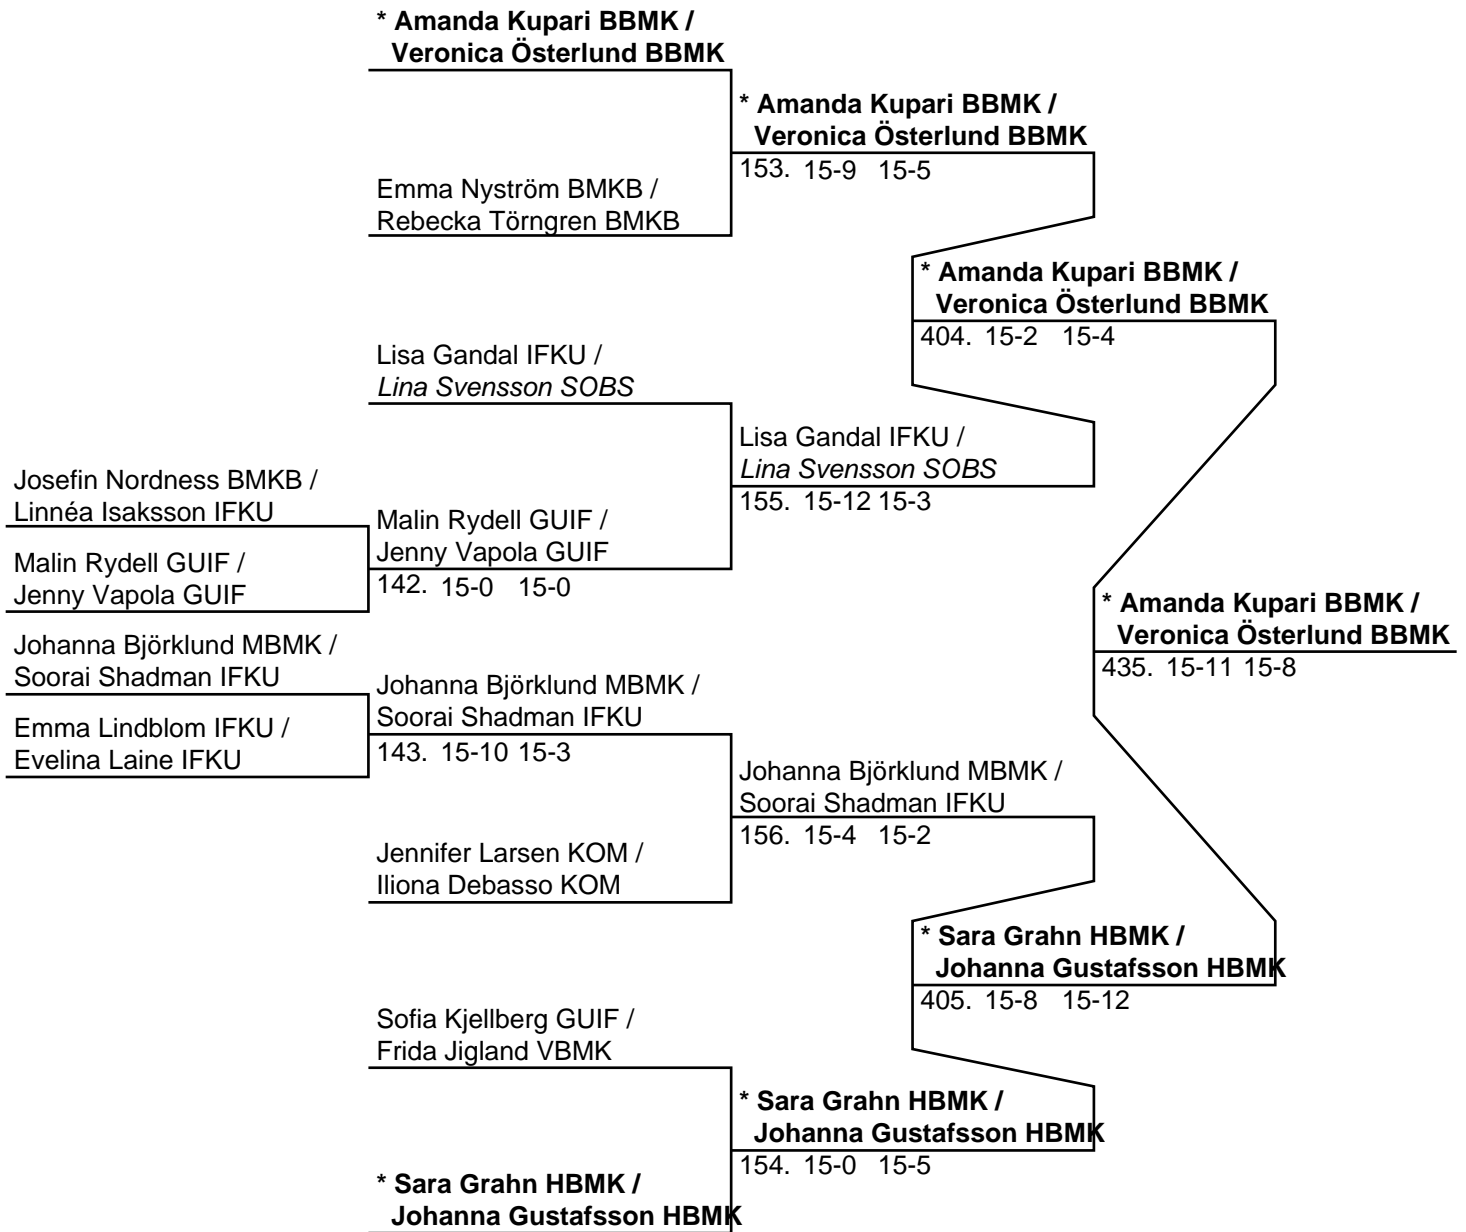 * Amanda Kupari BBMK /
Veronica Österlund BBMK
* Amanda Kupari BBMK /
Veronica Österlund BBMK
153. 15-9 15-5
Emma Nyström BMKB /
Rebecka Törngren BMKB
* Amanda Kupari BBMK /
Veronica Österlund BBMK
404. 15-2 15-4
Lisa Gandal IFKU /
Lina Svensson SOBS
Lisa Gandal IFKU /
Lina Svensson SOBS
155. 15-12 15-3
Josefin Nordness BMKB /
Linnéa Isaksson IFKU
Malin Rydell GUIF /
Jenny Vapola GUIF
142. 15-0 15-0
Malin Rydell GUIF /
Jenny Vapola GUIF
* Amanda Kupari BBMK /
Veronica Österlund BBMK
435. 15-11 15-8
Johanna Björklund MBMK /
Soorai Shadman IFKU
Johanna Björklund MBMK /
Soorai Shadman IFKU
143. 15-10 15-3
Emma Lindblom IFKU /
Evelina Laine IFKU
Johanna Björklund MBMK /
Soorai Shadman IFKU
156. 15-4 15-2
Jennifer Larsen KOM /
Iliona Debasso KOM
* Sara Grahn HBMK /
Johanna Gustafsson HBMK
405. 15-8 15-12
Sofia Kjellberg GUIF /
Frida Jigland VBMK
* Sara Grahn HBMK /
Johanna Gustafsson HBMK
154. 15-0 15-5
* Sara Grahn HBMK /
Johanna Gustafsson HBMK